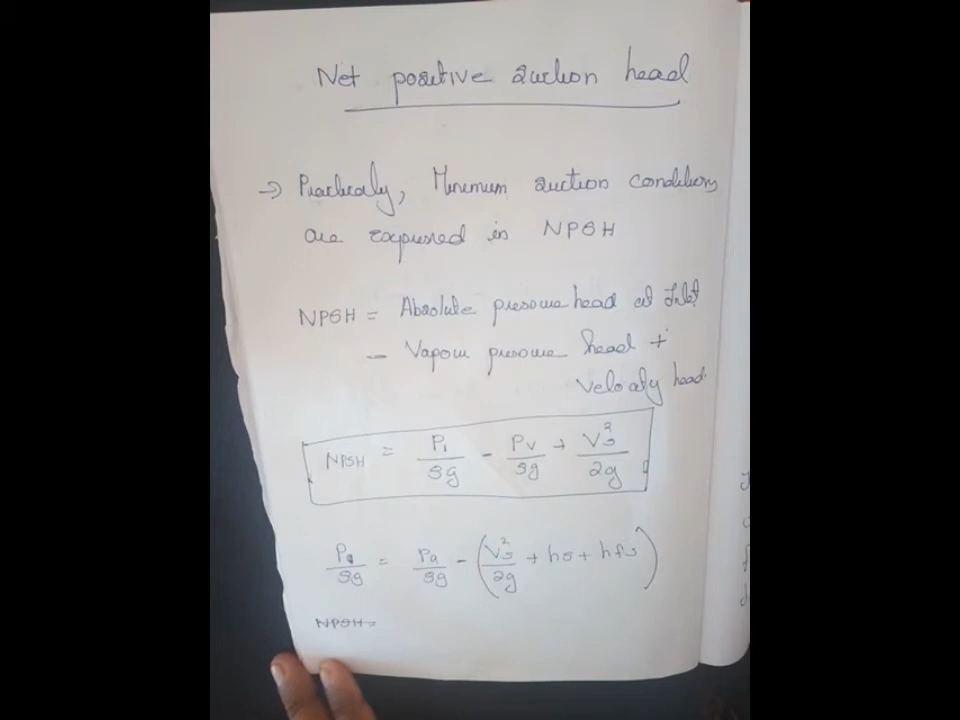 Net positive suction head
→ Practicaly, Minimum suction conditions
are expressed in NPSH
NPSH = Absolute pressure head at Inlet
- Vapour pressure head +
Velocity head.
NPSH = P₁/ρg - Pv/ρg + Vs²/2g
P₁/ρg = Pa/ρg - (Vs²/2g + hs + hfs)
NPSH=